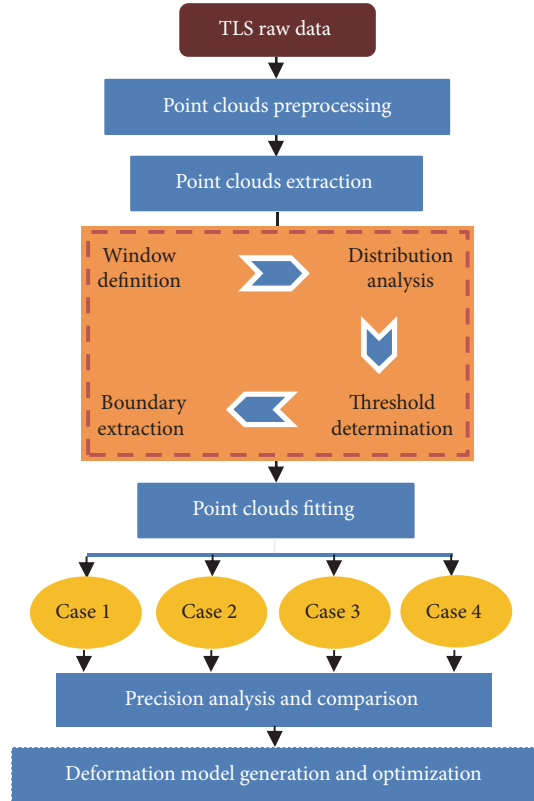 TLS raw data
Point clouds preprocessing
Point clouds extraction
Window
definition
Distribution
analysis
Boundary
extraction
Threshold
determination
Point clouds fitting
Case 1
Case 2
Case 3
Case 4
Precision analysis and comparison
Deformation model generation and optimization